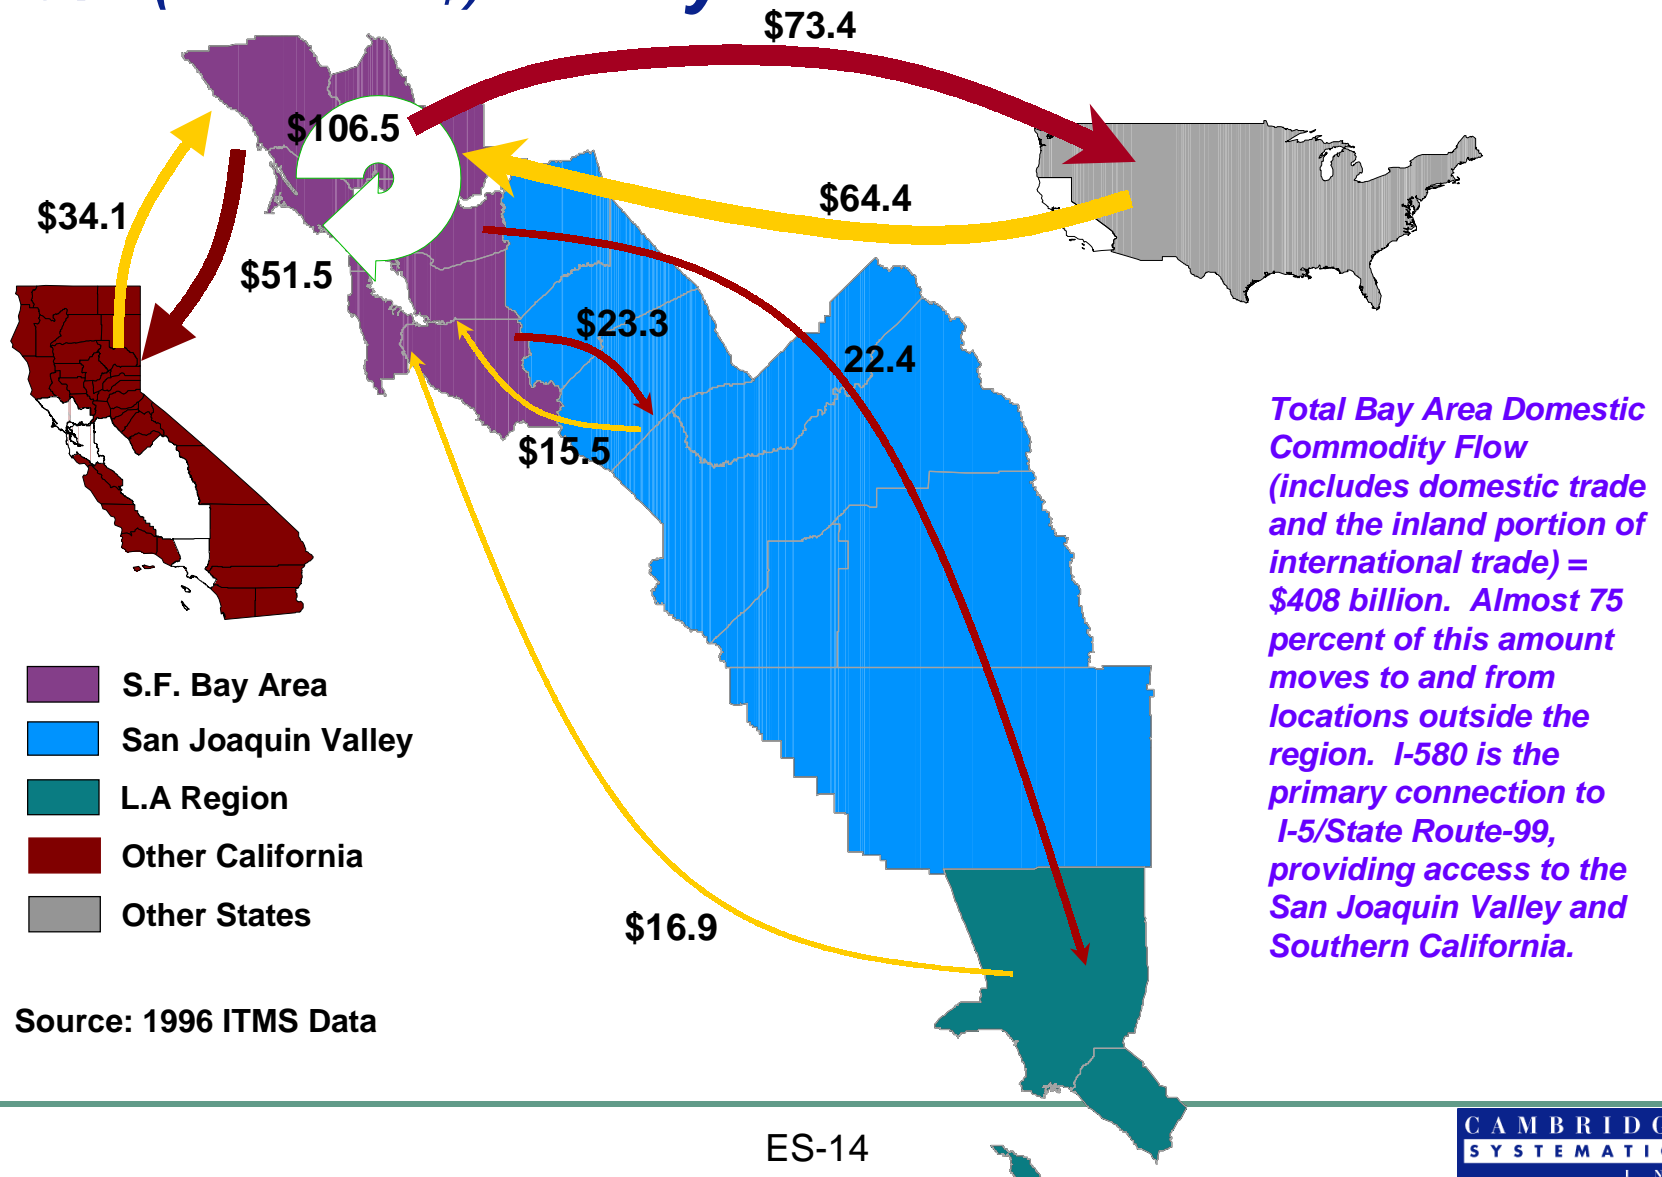 $73.4
$106.5
$34.1
$64.4
$51.5
$23.3
22.4
$15.5
Total Bay Area Domestic
Commodity Flow
(includes domestic trade
and the inland portion of
international trade) =
$408 billion. Almost 75
percent of this amount
moves to and from
locations outside the
region. I-580 is the
primary connection to
I-5/State Route-99,
providing access to the
San Joaquin Valley and
Southern California.
S.F. Bay Area
San Joaquin Valley
L.A Region
Other California
Other States
$16.9
Source: 1996 ITMS Data
ES-14